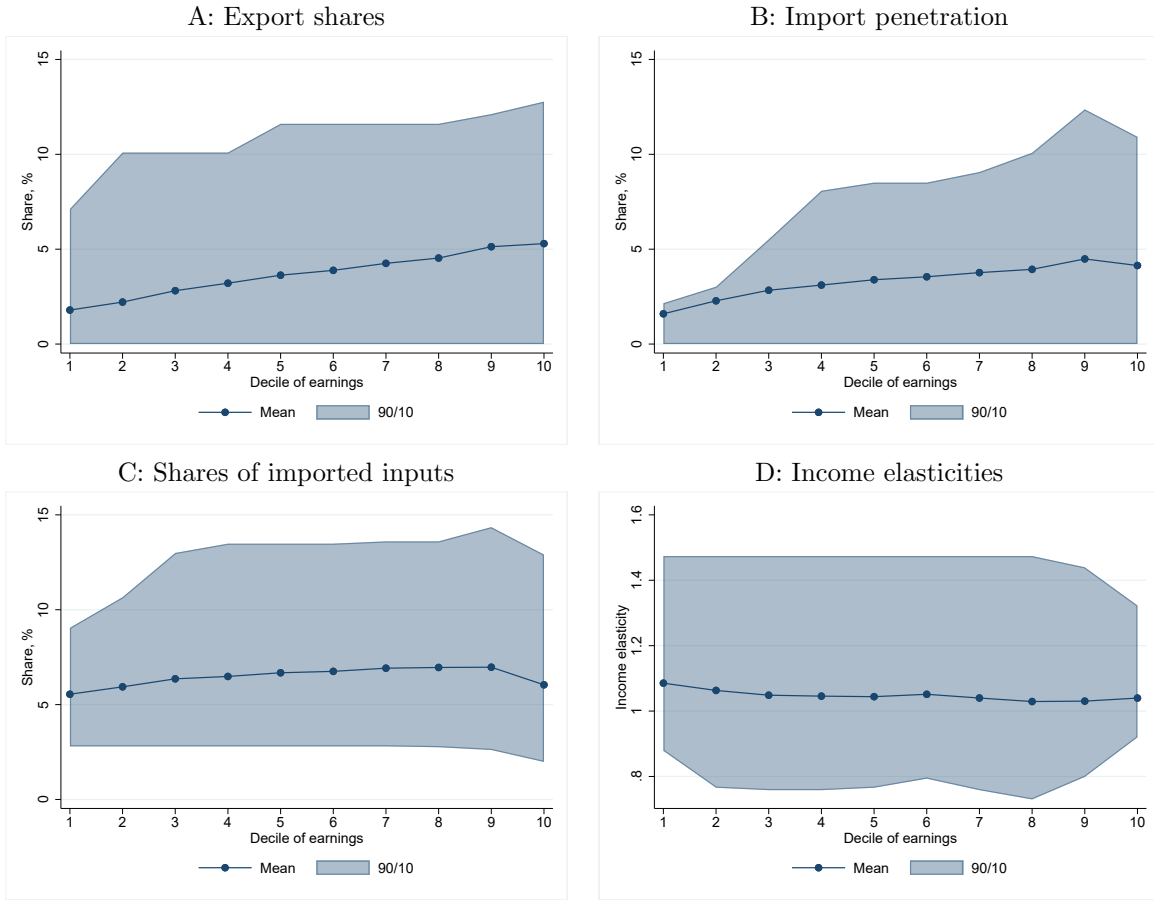 A: Export shares
15
10
5
0
Share, %
1 2 3 4 5 6 7 8 9 10
Decile of earnings
Mean 90/10
B: Import penetration
15
10
5
0
Share, %
1 2 3 4 5 6 7 8 9 10
Decile of earnings
Mean 90/10
C: Shares of imported inputs
15
10
5
0
Share, %
1 2 3 4 5 6 7 8 9 10
Decile of earnings
Mean 90/10
D: Income elasticities
1.6
1.4
1.2
1
.8
Income elasticity
1 2 3 4 5 6 7 8 9 10
Decile of earnings
Mean 90/10